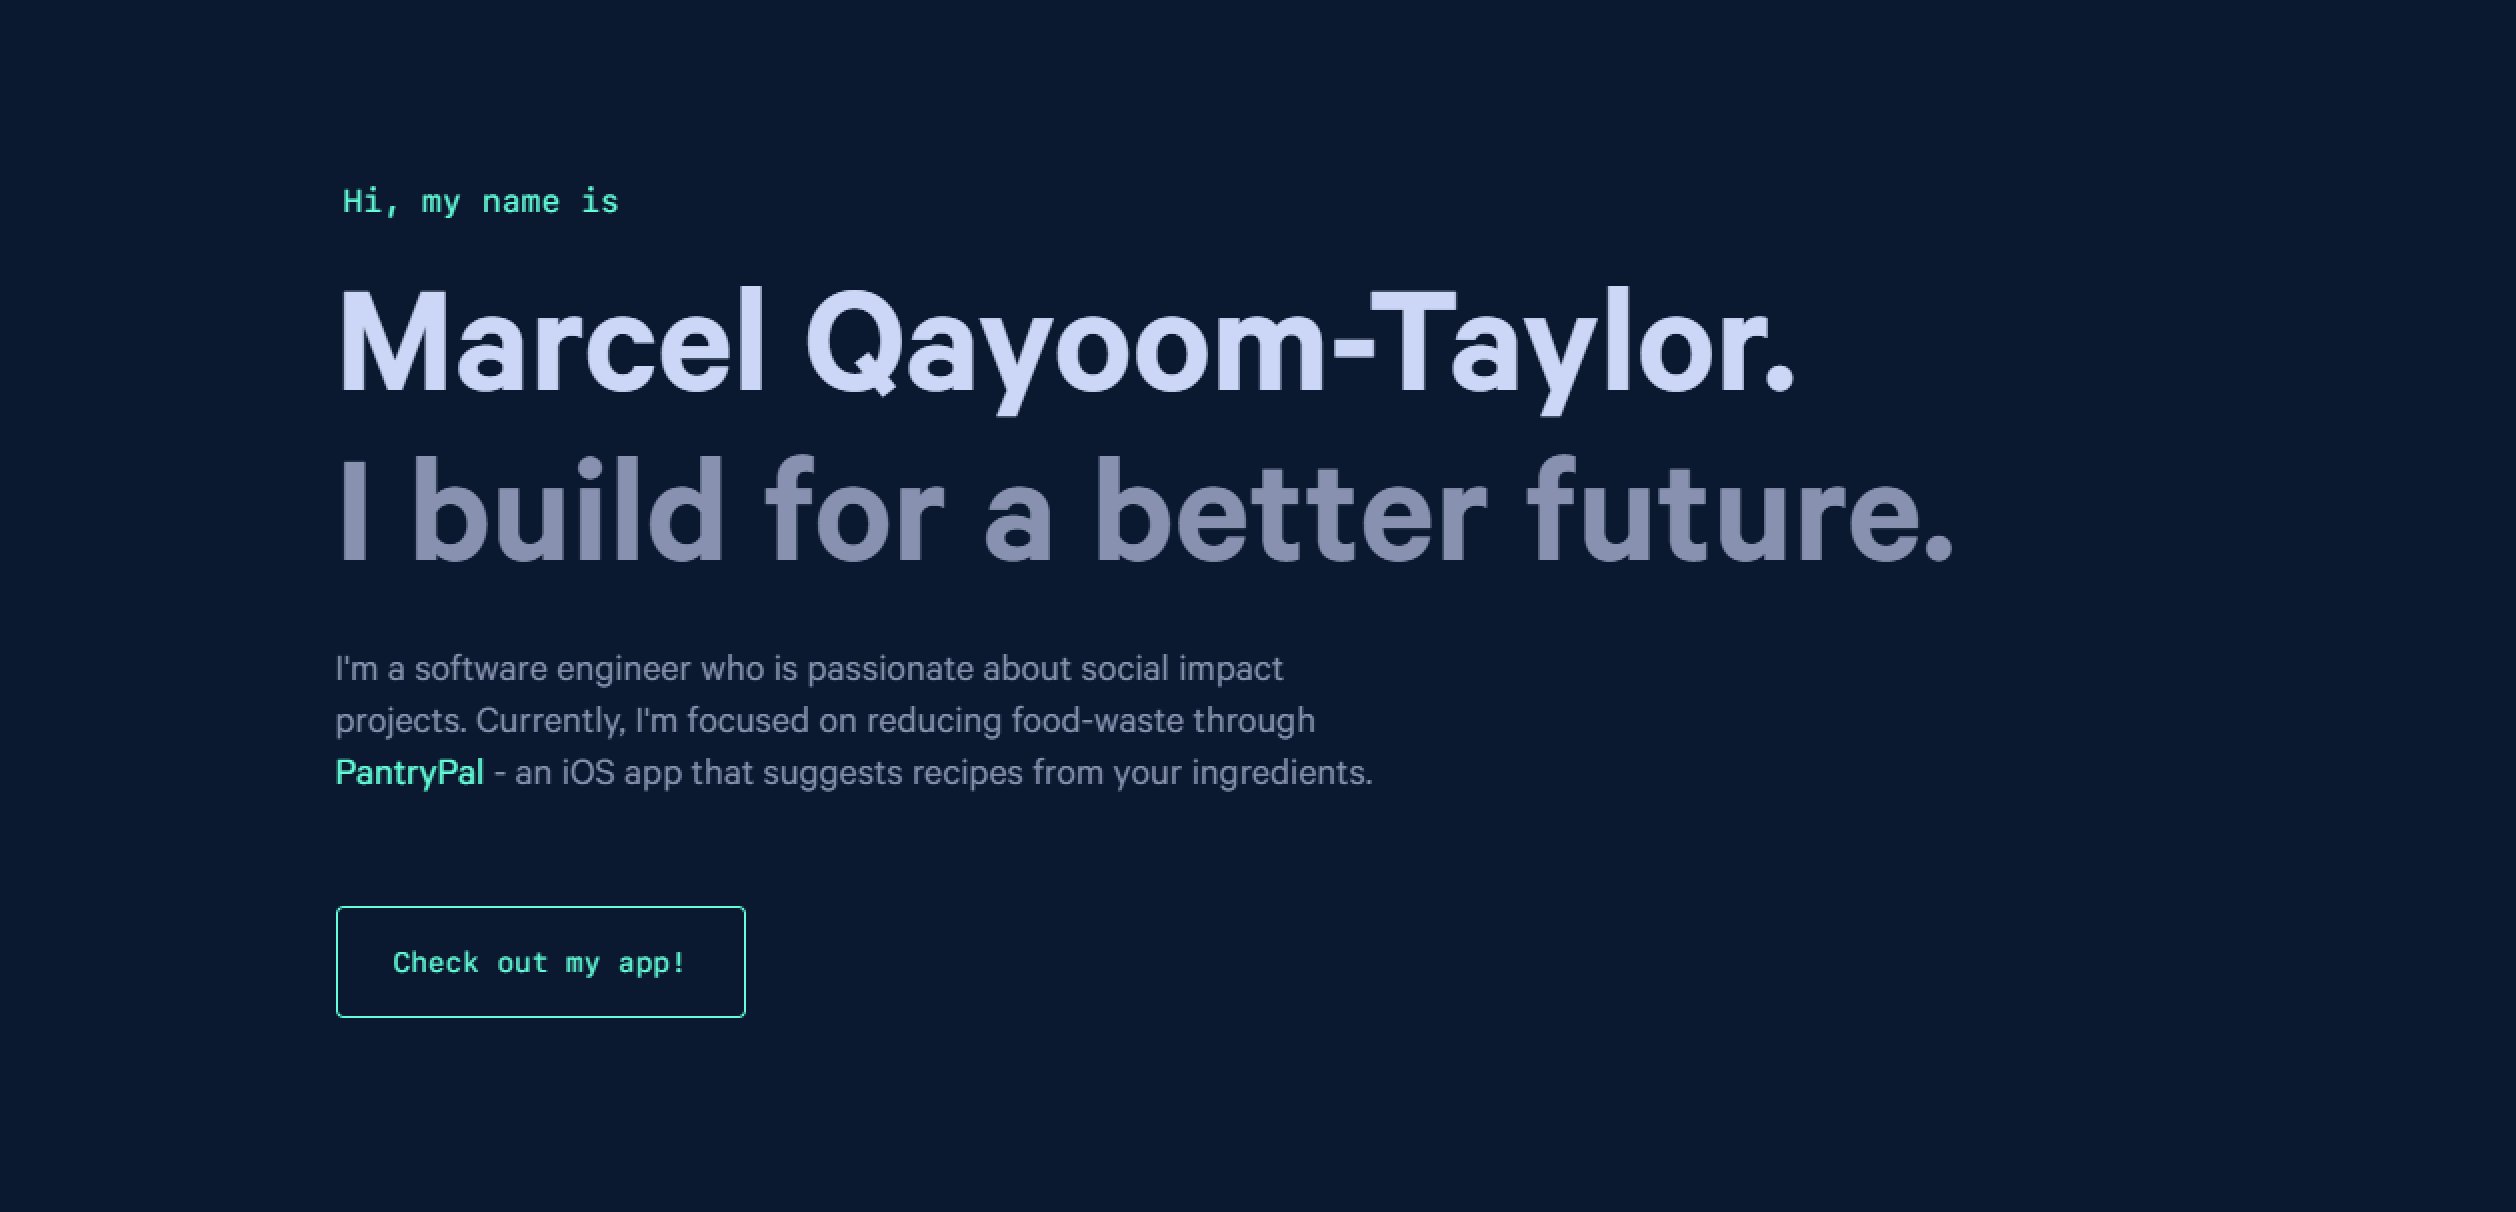 Hi, my name is
Marcel Qayoom-Taylor.
I build for a better future.
I'm a software engineer who is passionate about social impact
projects. Currently, I'm focused on reducing food-waste through
PantryPal - an iOS app that suggests recipes from your ingredients.
Check out my app!